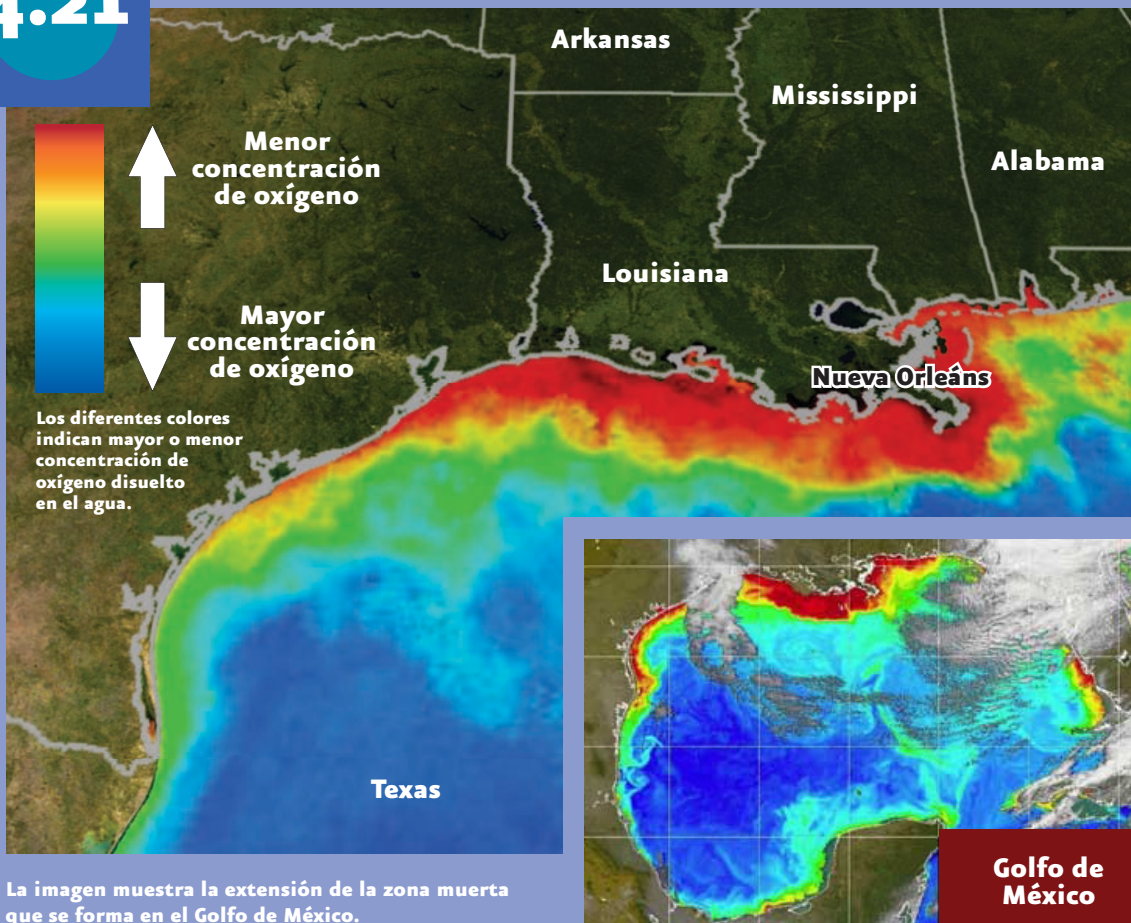 4.21
Arkansas
Mississippi
Alabama
Menor
concentración
de oxígeno
Louisiana
Mayor
concentración
de oxígeno
Nueva Orleáns
Los diferentes colores
indican mayor o menor
concentración de
oxígeno disuelto
en el agua.
Texas
Golfo de
México
La imagen muestra la extensión de la zona muerta
que se forma en el Golfo de México.